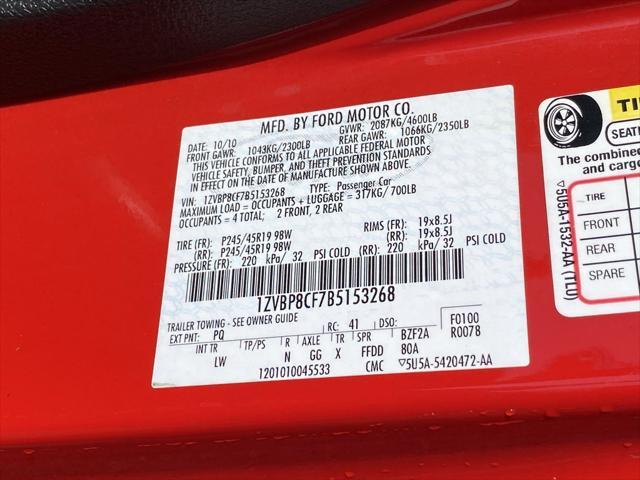 MFD. BY FORD MOTOR CO.
DATE: 10/10 GVWR: 2087KG/4600LB
FRONT GAWR: 1043KG/2300LB REAR GAWR: 1066KG/2350LB
THIS VEHICLE CONFORMS TO ALL APPLICABLE FEDERAL MOTOR
VEHICLE SAFETY, BUMPER, AND THEFT PREVENTION STANDARDS
IN EFFECT ON THE DATE OF MANUFACTURE SHOWN ABOVE.
VIN: 1ZVBP8CF7B5153268 TYPE: Passenger Car
MAXIMUM LOAD = OCCUPANTS + LUGGAGE = 317KG/700LB
OCCUPANTS = 4 TOTAL; 2 FRONT, 2 REAR
TIRE (FR): P245/45R19 98W RIMS (FR): 19x8.5J
(RR): P245/45R19 98W (RR): 19x8.5J
PRESSURE (FR): 220 kPa/ 32 PSI COLD (RR): 220 kPa/ 32 PSI COLD
1ZVBP8CF7B5153268
TRAILER TOWING - SEE OWNER GUIDE F0100
EXT PNT: PQ RC: 41 DSO: R0078
INT TR TP/PS R AXLE TR SPR BZF2A
LW N GG X FFDD 80A
1201010045533 CMC ▽5U5A-5420472-AA
TI
SEATI
The combined
and cargo
TIRE
FRONT
REAR
SPARE
▽5U5A-1532-AA (TLO)